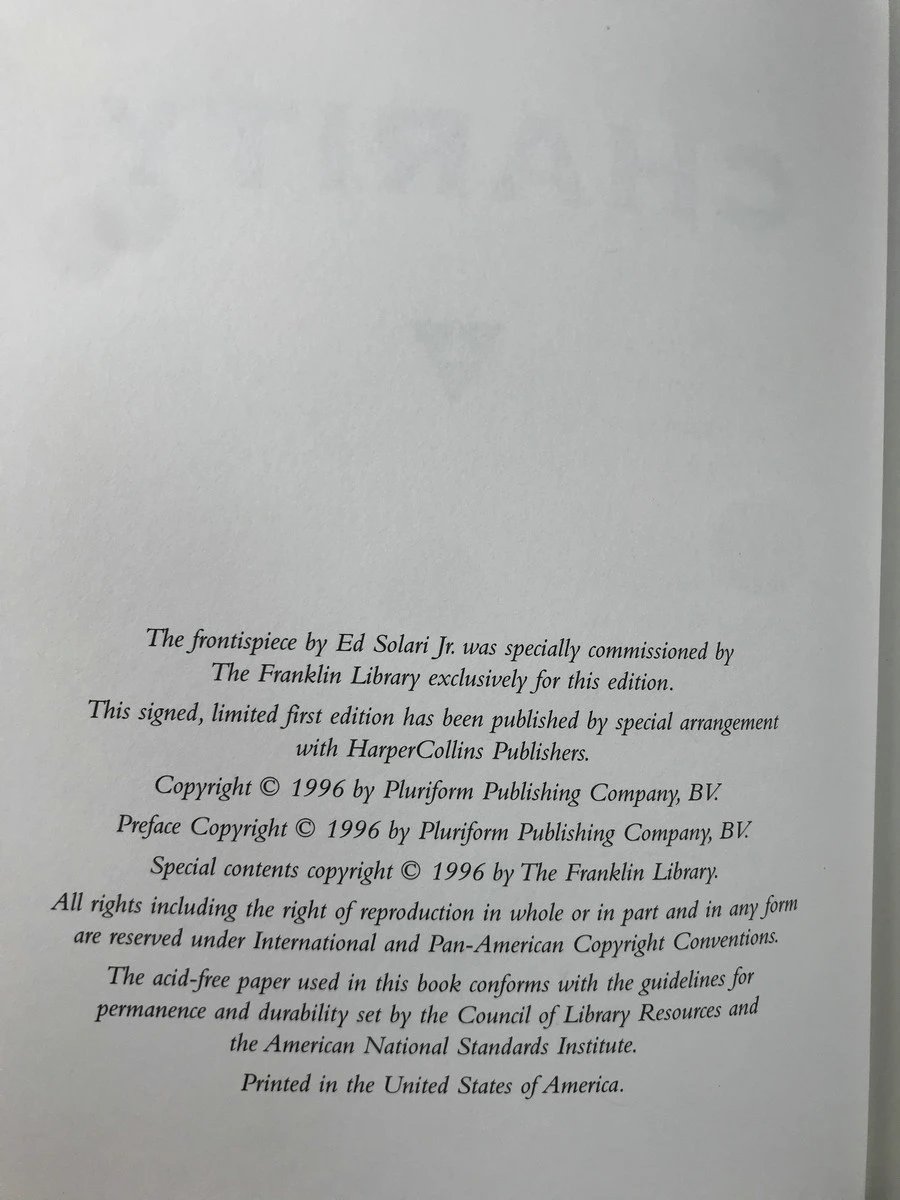 CHARITY
The frontispiece by Ed Solari Jr. was specially commissioned by
The Franklin Library exclusively for this edition.
This signed, limited first edition has been published by special arrangement
with HarperCollins Publishers.
Copyright © 1996 by Pluriform Publishing Company, BV.
Preface Copyright © 1996 by Pluriform Publishing Company, BV.
Special contents copyright © 1996 by The Franklin Library.
All rights including the right of reproduction in whole or in part and in any form
are reserved under International and Pan-American Copyright Conventions.
The acid-free paper used in this book conforms with the guidelines for
permanence and durability set by the Council of Library Resources and
the American National Standards Institute.
Printed in the United States of America.